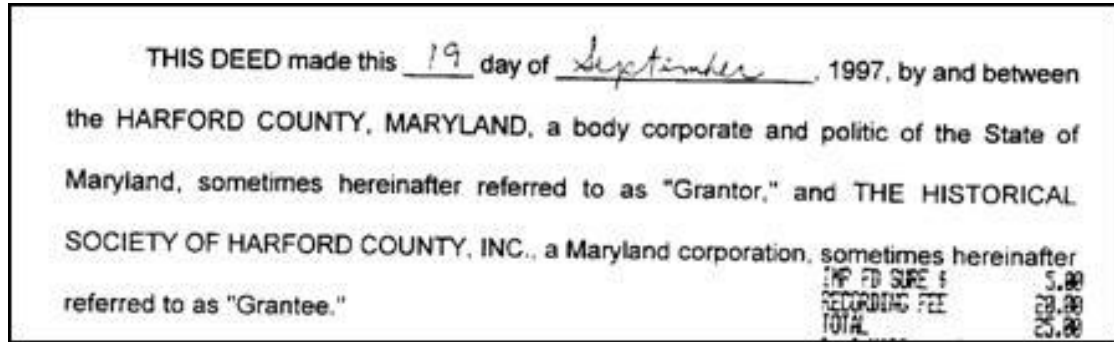 THIS DEED made this 19 day of September, 1997, by and between
the HARFORD COUNTY, MARYLAND, a body corporate and politic of the State of
Maryland, sometimes hereinafter referred to as "Grantor," and THE HISTORICAL
SOCIETY OF HARFORD COUNTY, INC., a Maryland corporation, sometimes hereinafter
referred to as "Grantee."
IMP FD SURE $ 5.00
RECORDING FEE 20.00
TOTAL 25.00